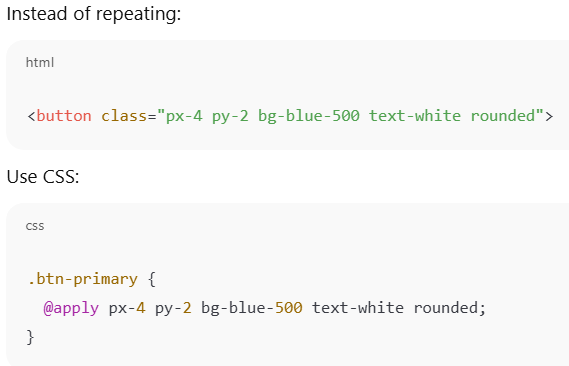 Instead of repeating:
html
<button class="px-4 py-2 bg-blue-500 text-white rounded">
Use CSS:
css
.btn-primary {
  @apply px-4 py-2 bg-blue-500 text-white rounded;
}